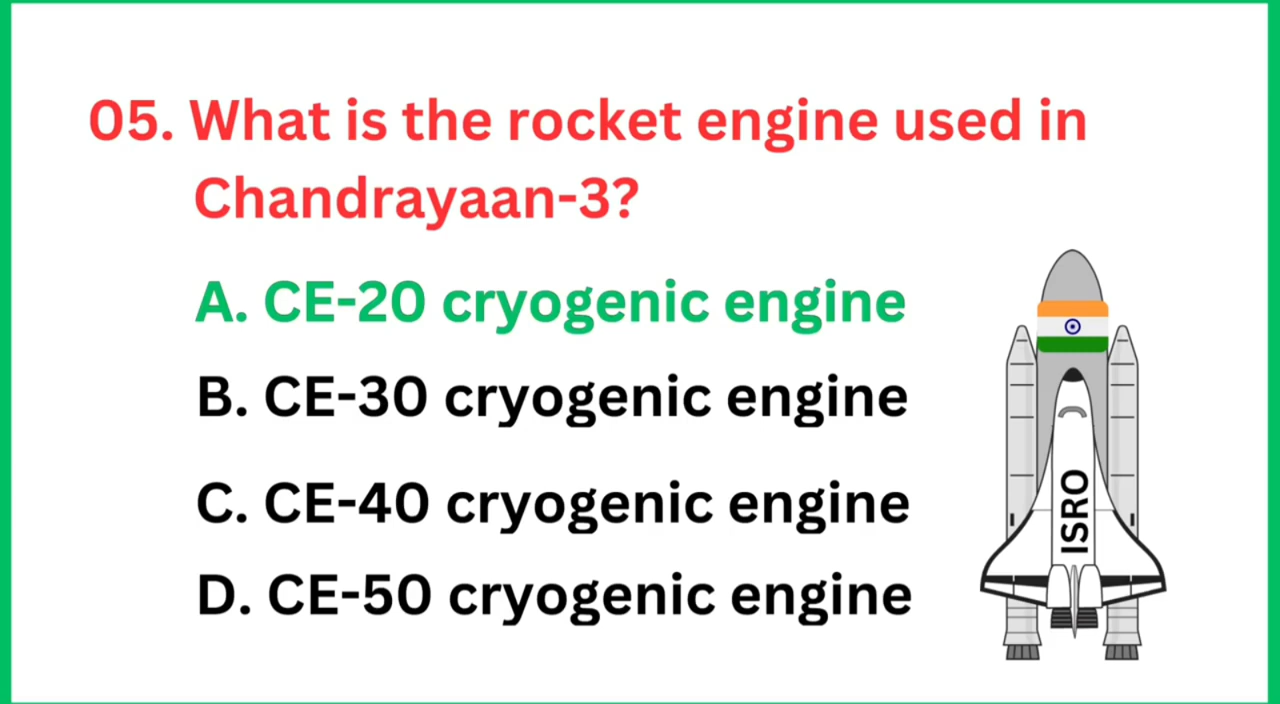 05. What is the rocket engine used in
Chandrayaan-3?
A. CE-20 cryogenic engine
B. CE-30 cryogenic engine
C. CE-40 cryogenic engine
D. CE-50 cryogenic engine
ISRO